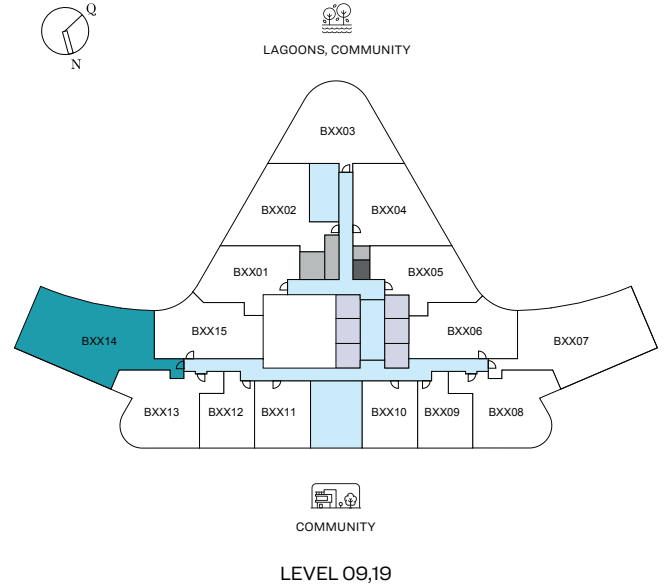 Q
N
LAGOONS, COMMUNITY
BXX03
BXX02
BXX04
BXX01
BXX05
BXX14
BXX15
BXX06
BXX07
BXX13
BXX12
BXX11
BXX10
BXX09
BXX08
COMMUNITY
LEVEL 09,19